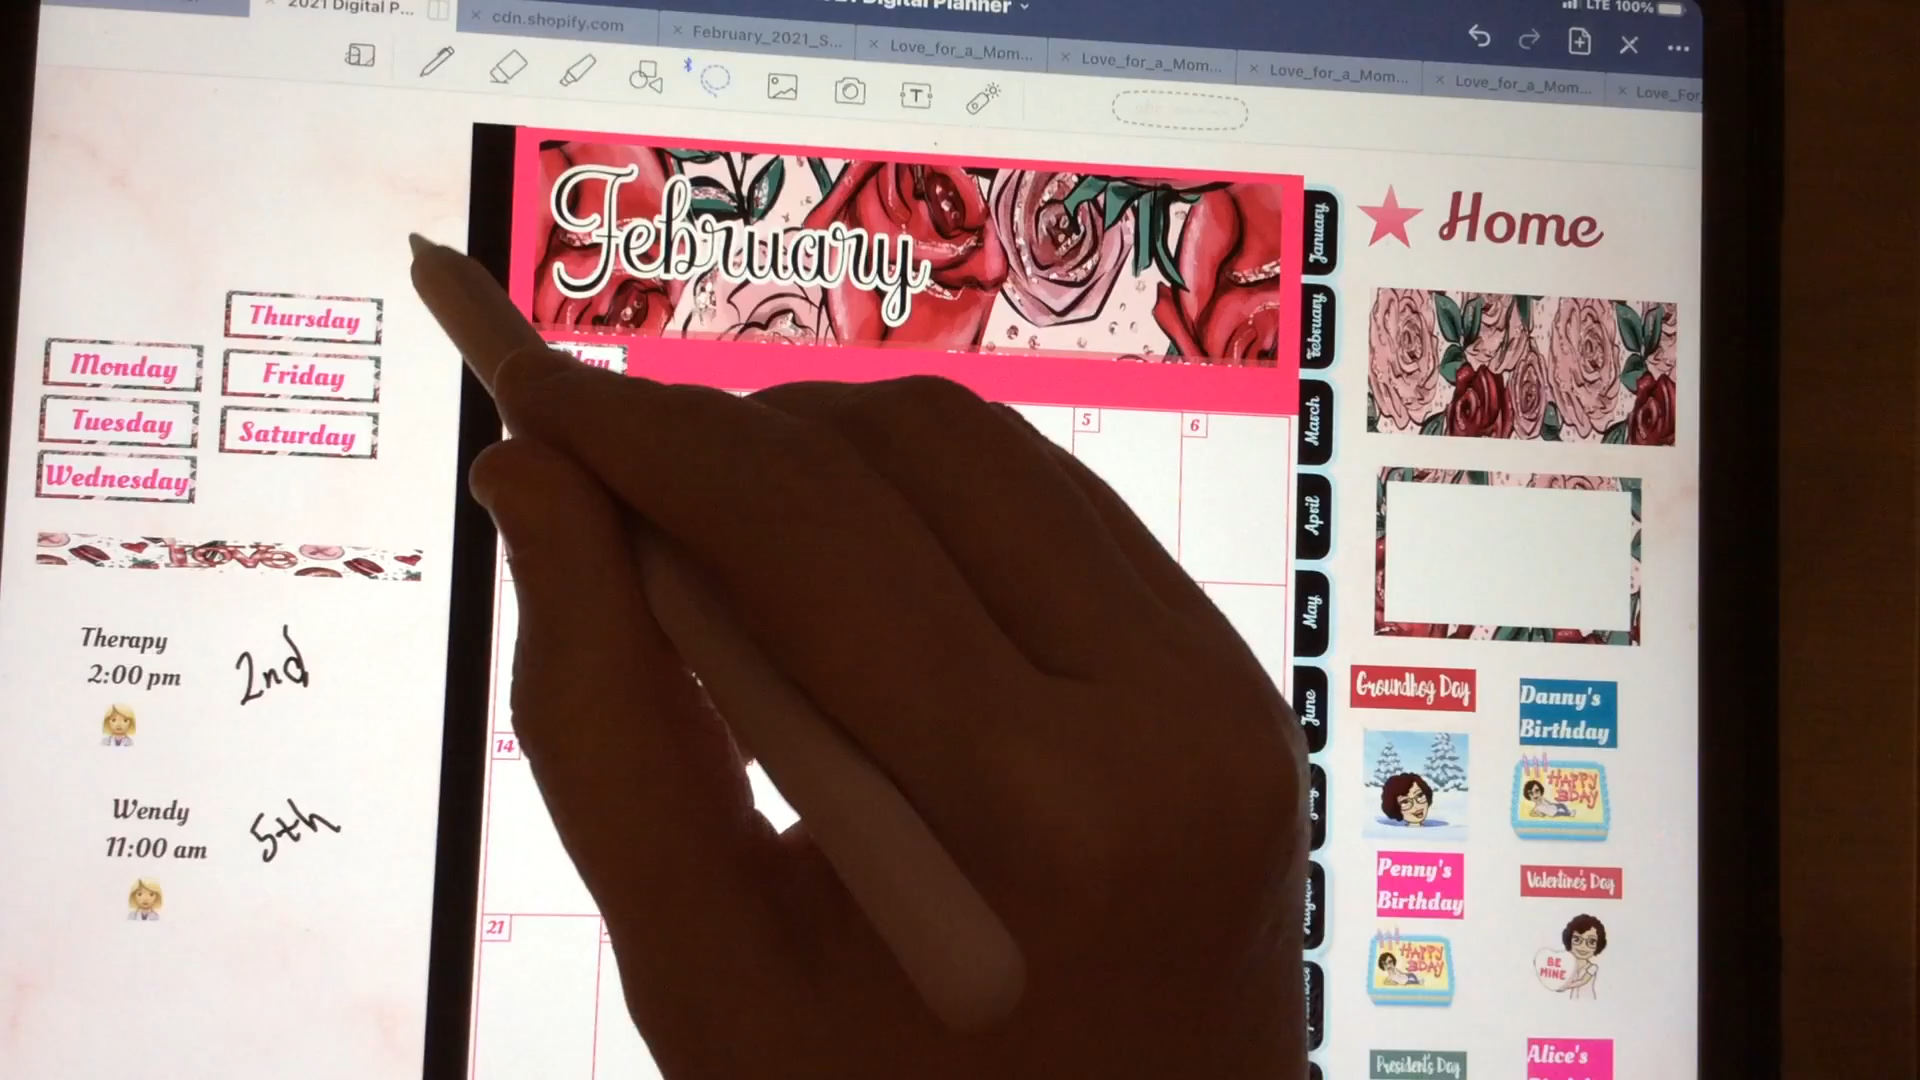 2021 Digital P...
Digital Planner
LTE 100%
cdn.shopify.com
February_2021_S...
Love_for_a_Mom...
Love_for_a_Mom...
Love_for_a_Mom...
Love_for_a_Mom...
Love_For
T
February
January
February
March
April
May
June
August
Home
Thursday
Monday
Friday
Tuesday
Saturday
Wednesday
love
5
6
14
21
Therapy
2:00 pm
2nd
Wendy
11:00 am
5th
Groundhog Day
Danny's
Birthday
HAPPY
BDAY
Penny's
Birthday
HAPPY
BDAY
Valentine's Day
BE
MINE
President's Day
Alice's